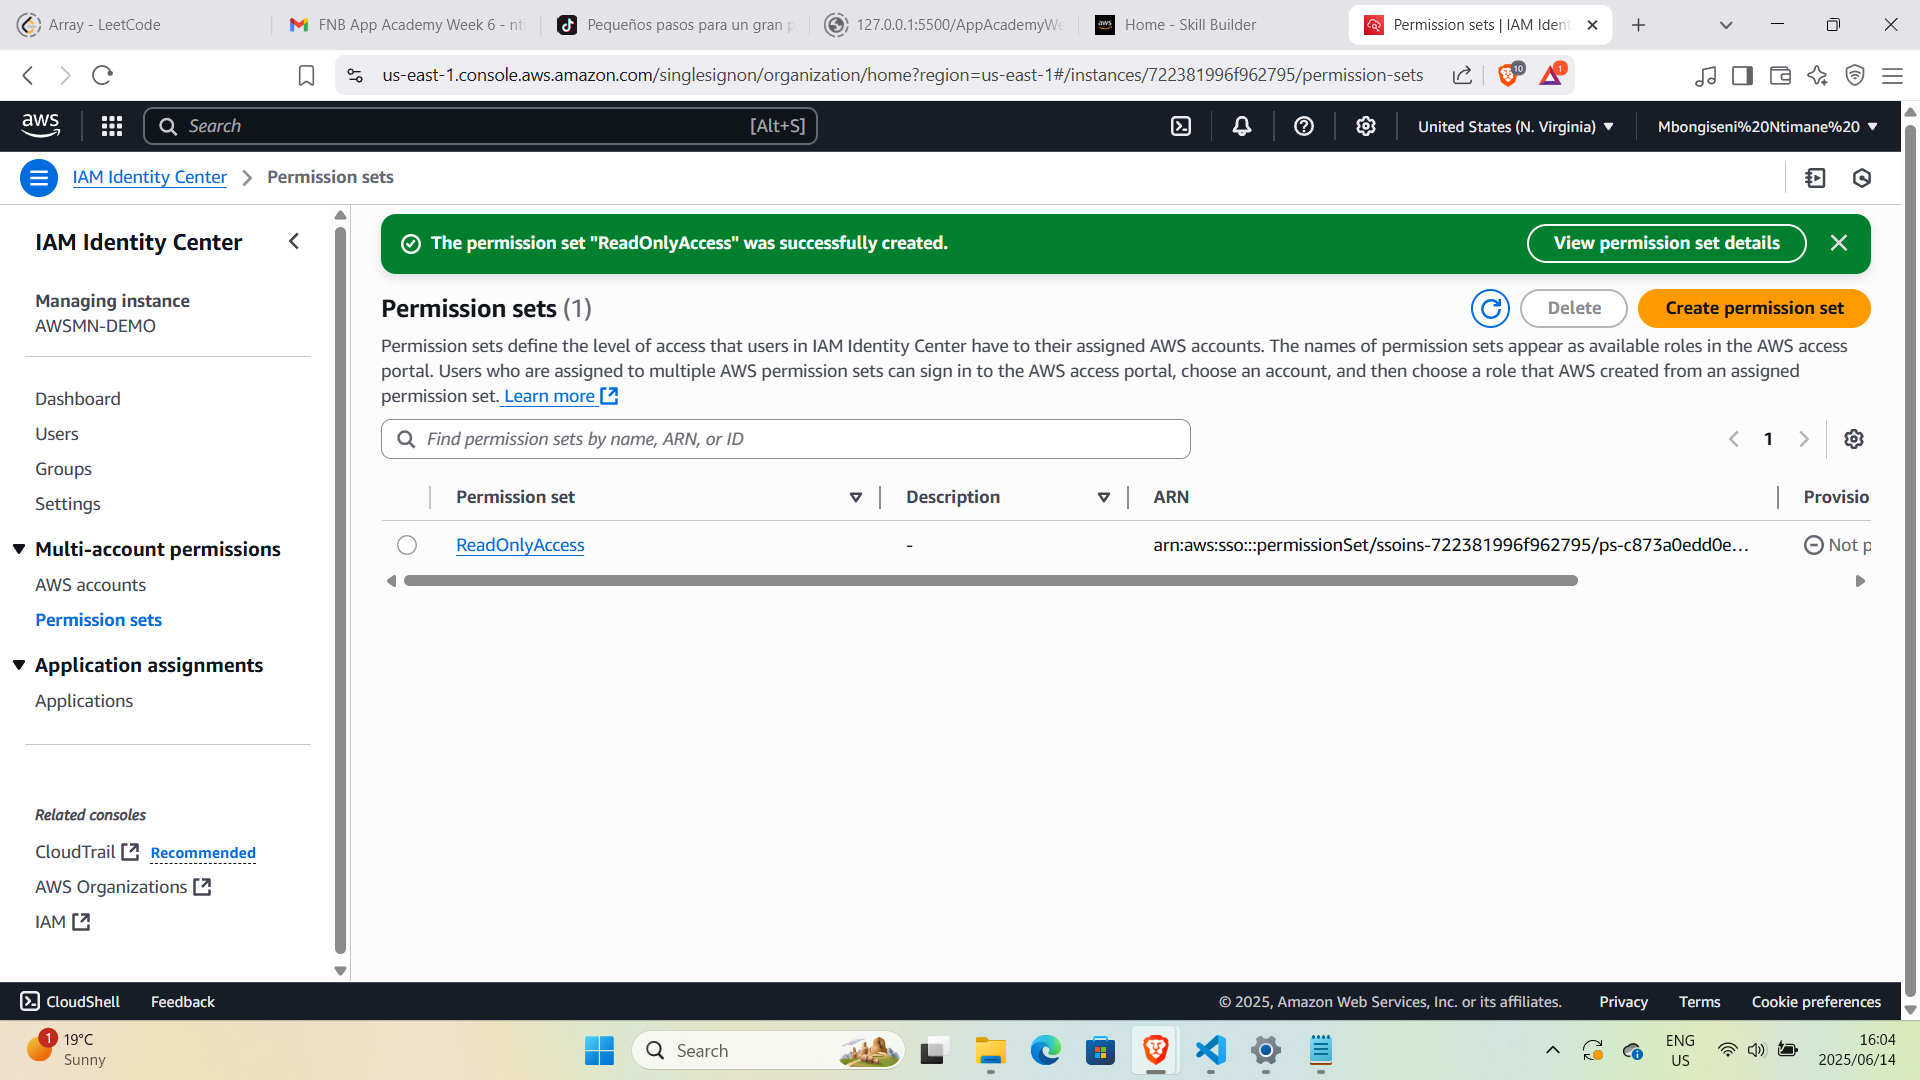 Array - LeetCode
FNB App Academy Week 6 - nt
Pequeños pasos para un gran p
127.0.0.1:5500/AppAcademyWe
aws
Home - Skill Builder
Permission sets | IAM Ident
us-east-1.console.aws.amazon.com/singlesignon/organization/home?region=us-east-1#/instances/722381996f962795/permission-sets
10
1
aws
Search
[Alt+S]
United States (N. Virginia)
Mbongiseni%20Ntimane%20
IAM Identity Center
Permission sets
IAM Identity Center
Managing instance
AWSMN-DEMO
Dashboard
Users
Groups
Settings
Multi-account permissions
AWS accounts
Permission sets
Application assignments
Applications
Related consoles
CloudTrail
Recommended
AWS Organizations
IAM
The permission set "ReadOnlyAccess" was successfully created.
View permission set details
Permission sets (1)
Delete
Create permission set
Permission sets define the level of access that users in IAM Identity Center have to their assigned AWS accounts. The names of permission sets appear as available roles in the AWS access
portal. Users who are assigned to multiple AWS permission sets can sign in to the AWS access portal, choose an account, and then choose a role that AWS created from an assigned
permission set. Learn more
Find permission sets by name, ARN, or ID
1
Permission set
Description
ARN
Provisio
ReadOnlyAccess
-
arn:aws:sso:::permissionSet/ssoins-722381996f962795/ps-c873a0edd0e...
Not p
CloudShell
Feedback
© 2025, Amazon Web Services, Inc. or its affiliates.
Privacy
Terms
Cookie preferences
1
19°C
Sunny
Search
ENG
US
16:04
2025/06/14